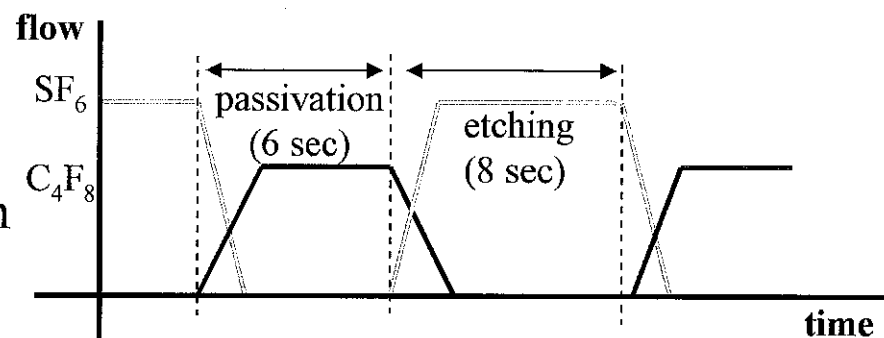 flow
SF6
passivation
(6 sec)
etching
(8 sec)
C4F8
n
time